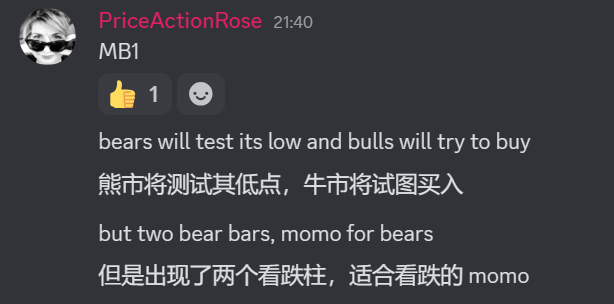 PriceActionRose 21:40
MB1
1
bears will test its low and bulls will try to buy
熊市将测试其低点，牛市将试图买入
but two bear bars, momo for bears
但是出现了两个看跌柱，适合看跌的 momo